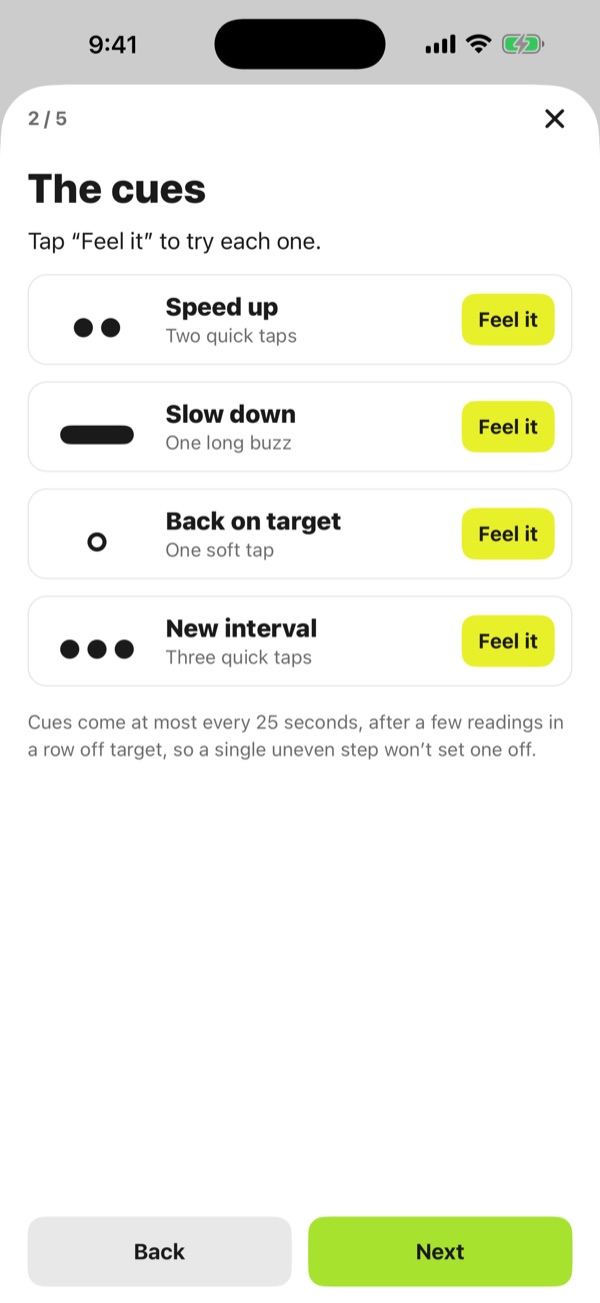 9:41
2 / 5
The cues
Tap “Feel it” to try each one.
Speed up
Two quick taps
Feel it
Slow down
One long buzz
Feel it
Back on target
One soft tap
Feel it
New interval
Three quick taps
Feel it
Cues come at most every 25 seconds, after a few readings in
a row off target, so a single uneven step won’t set one off.
Back
Next